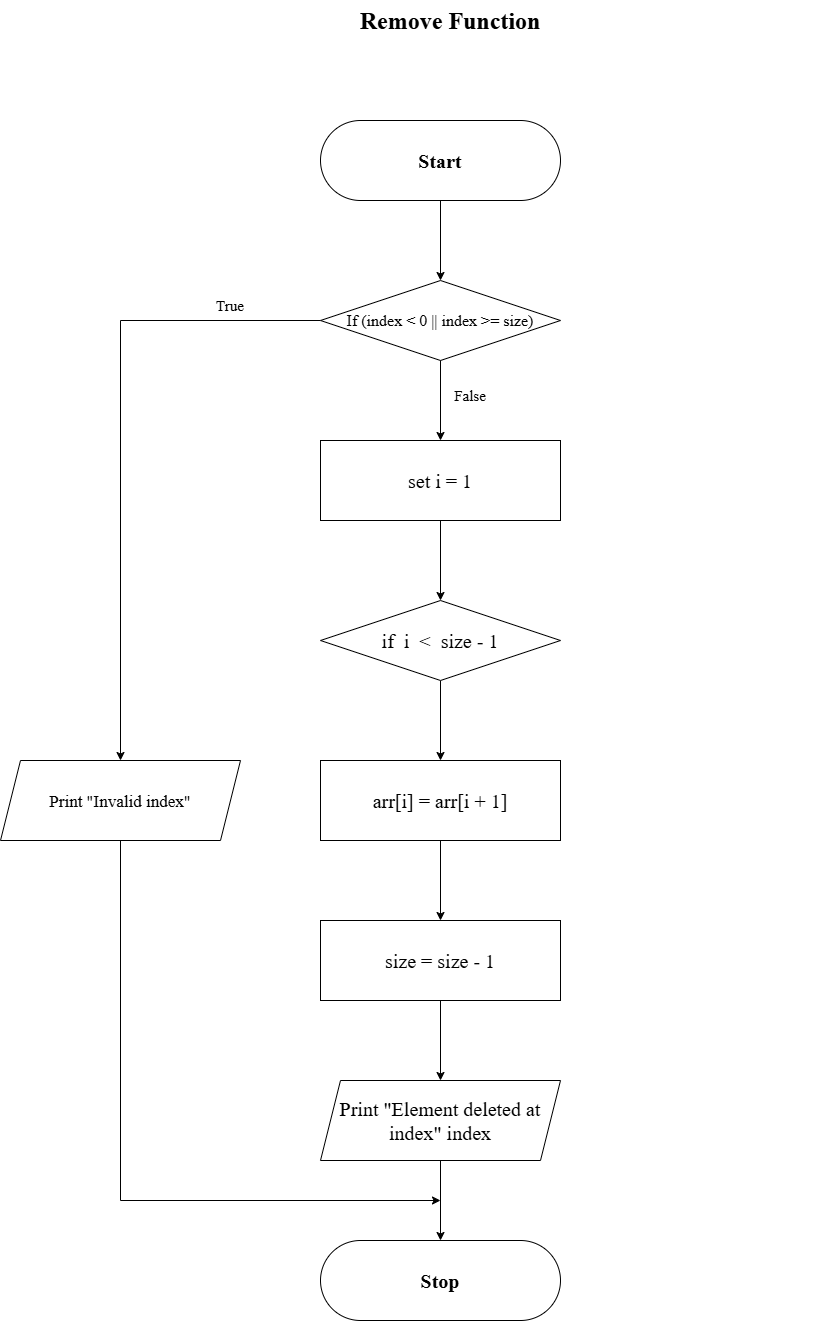 Remove Function
Start
True
If (index < 0 || index >= size)
False
set i = 1
if i < size - 1
Print "Invalid index"
arr[i] = arr[i + 1]
size = size - 1
Print "Element deleted at
index" index
Stop